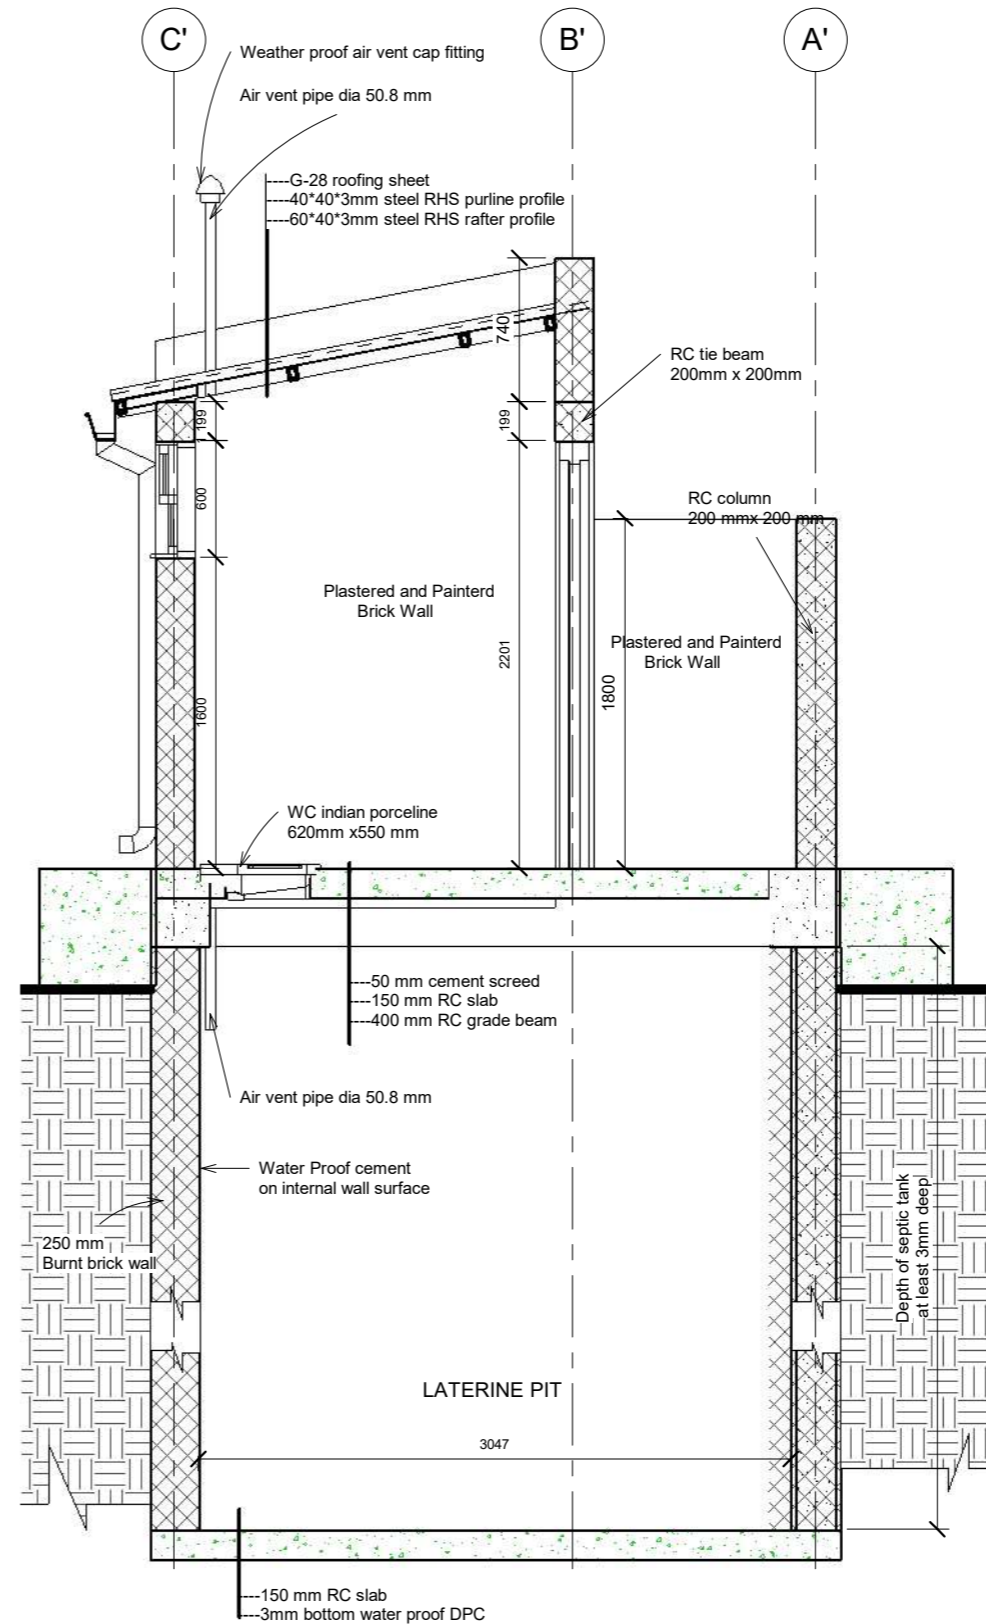 C'
B'
A'
Weather proof air vent cap fitting
Air vent pipe dia 50.8 mm
----G-28 roofing sheet
----40*40*3mm steel RHS purline profile
----60*40*3mm steel RHS rafter profile
740
RC tie beam
200mm x 200mm
199
199
600
RC column
200 mmx 200 mm
Plastered and Painterd
Brick Wall
2201
Plastered and Painterd
Brick Wall
1800
1600
WC indian porceline
620mm x550 mm
----50 mm cement screed
----150 mm RC slab
----400 mm RC grade beam
Air vent pipe dia 50.8 mm
Water Proof cement
on internal wall surface
250 mm
Burnt brick wall
Depth of septic tank
at least 3mm deep
LATERINE PIT
3047
----150 mm RC slab
----3mm bottom water proof DPC